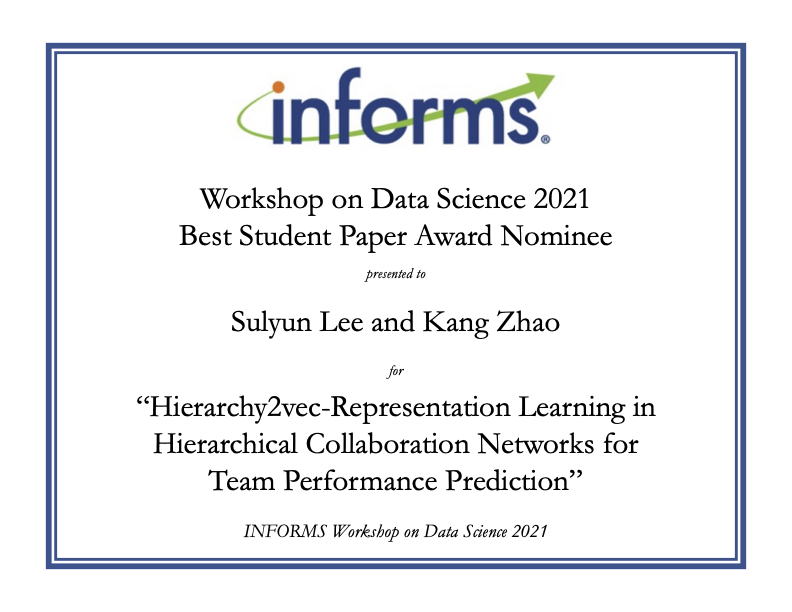 informs®
Workshop on Data Science 2021
Best Student Paper Award Nominee
presented to
Sulyun Lee and Kang Zhao
for
“Hierarchy2vec-Representation Learning in
Hierarchical Collaboration Networks for
Team Performance Prediction”
INFORMS Workshop on Data Science 2021